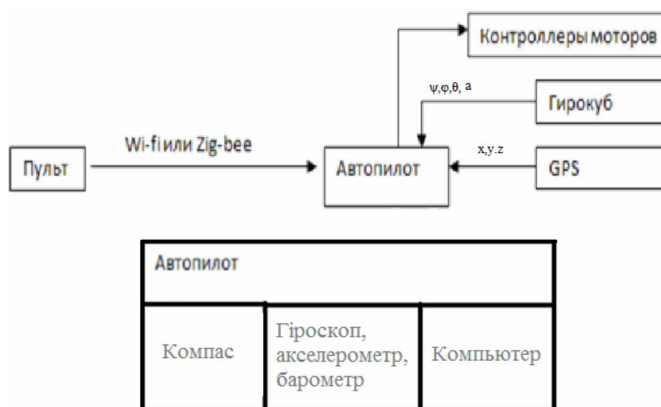 Контроллеры моторов
ψ,φ,θ, a
Гирокуб
Wi-fi или Zig-bee
x,y.z
Пульт
Автопилот
GPS
Автопилот
Компас
Гіроскоп,
акселерометр,
барометр
Компьютер